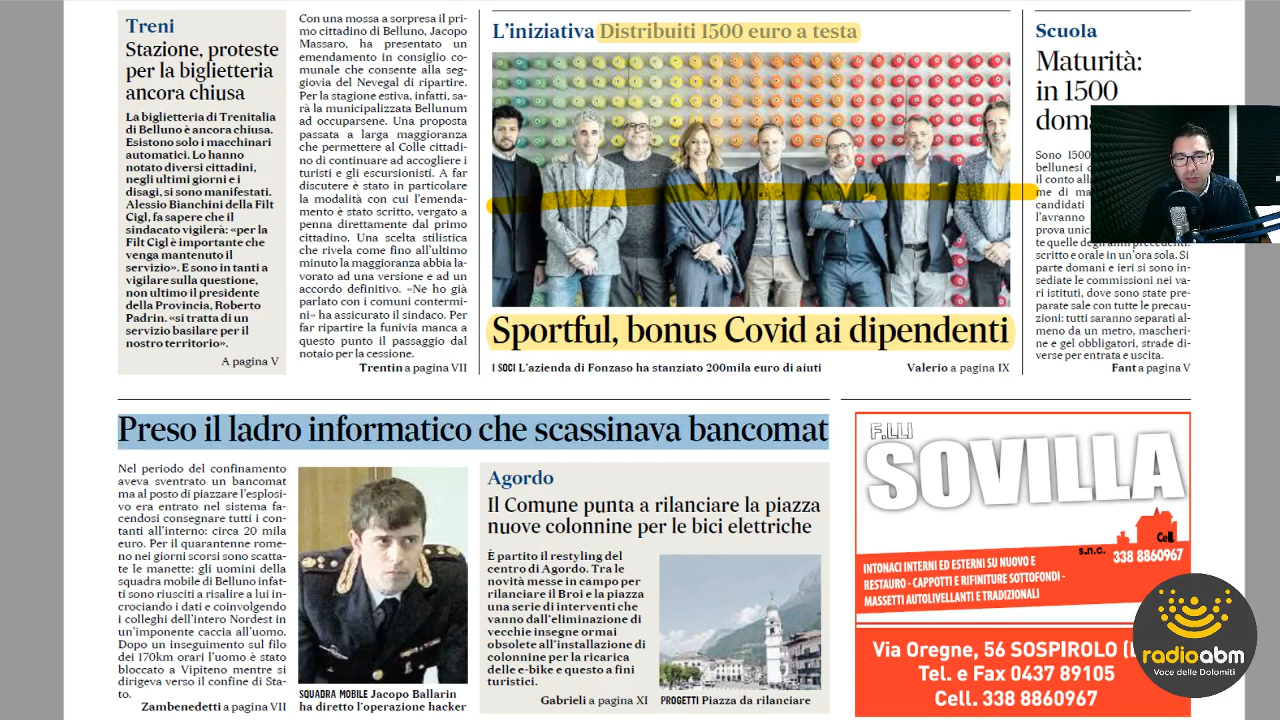 Treni
Stazione, proteste
per la biglietteria
ancora chiusa
La biglietteria di Trenitalia
di Belluno è ancora chiusa.
Esistono solo i macchinari
automatici. Lo hanno
notato diversi cittadini,
negli ultimi giorni e i
disagi, si sono manifestati.
Alessio Bianchini della Filt
Cigl, fa sapere che il
sindacato vigilerà: «per la
Filt Cigl è importante che
venga mantenuto il
servizio». E sono in tanti a
vigilare sulla questione,
non ultimo il presidente
della Provincia, Roberto
Padrin. «si tratta di un
servizio basilare per il
nostro territorio».
A pagina V
Con una mossa a sorpresa il pri-
mo cittadino di Belluno, Jacopo
Massaro, ha presentato un
emendamento in consiglio co-
munale che consente alla seg-
giovia del Nevegal di ripartire.
Per la stagione estiva, infatti, sa-
rà la municipalizzata Bellunum
ad occuparsene. Una proposta
passata a larga maggioranza
che permette al Colle cittadi-
no di continuare ad accogliere i
turisti e gli escursionisti. A far
discutere è stato in particolare
la modalità con cui l'emenda-
mento è stato scritto, vergato a
penna direttamente dal primo
cittadino. Una scelta stilistica
che rivela come fino all'ultimo
minuto la maggioranza abbia la-
vorato ad una versione e ad un
accordo definitivo. «Ne ho già
parlato con i comuni contermi-
ni» ha assicurato il sindaco. Per
far ripartire la funivia manca a
questo punto il passaggio dal
notaio per la cessione.
Trentin a pagina VII
L'iniziativa Distribuiti 1500 euro a testa
Sportful, bonus Covid ai dipendenti
I SOCI L'azienda di Fonzaso ha stanziato 200mila euro di aiuti
Valerio a pagina IX
Scuola
Maturità:
in 1500
Sono 1500
bellunesi
il conto alla
me di
candidati
l'avranno
prova unica
te quelle degli anni precedenti:
scritto e orale in un'ora sola. Si
parte domani e ieri si sono in-
sediate le commissioni nei va-
ri istituti, dove sono state pre-
parate sale con tutte le precau-
zioni: tutti saranno separati al-
meno da un metro, mascheri-
ne e gel obbligatori, strade di-
verse per entrata e uscita.
Fant a pagina V
Preso il ladro informatico che scassinava bancomat
Nel periodo del confinamento
aveva sventrato un bancomat
ma al posto di piazzare l'esplosi-
vo era entrato nel sistema fa-
cendosi consegnare tutti i con-
tanti all'interno: circa 20 mila
euro. Per il quarantenne rome-
no nei giorni scorsi sono scatta-
te le manette: gli uomini della
squadra mobile di Belluno infat-
ti sono riusciti a risalire a lui in-
crociando i dati e coinvolgendo
i colleghi dell'intero Nordest in
un'imponente caccia all'uomo.
Dopo un inseguimento sul filo
dei 170km orari l'uomo è stato
bloccato a Vipiteno mentre si
dirigeva verso il confine di Sta-
to.
Zambenedetti a pagina VII
SQUADRA MOBILE Jacopo Ballarin
ha diretto l'operazione hacker
Agordo
Il Comune punta a rilanciare la piazza
nuove colonnine per le bici elettriche
È partito il restyling del
centro di Agordo. Tra le
novità messe in campo per
rilanciare il Broi e la piazza
una serie di interventi che
vanno dall'eliminazione di
vecchie insegne ormai
obsolete all'installazione di
colonnine per la ricarica
delle e-bike e questo a fini
turistici.
Gabrieli a pagina XI
PROGETTI Piazza da rilanciare
F.LLI
SOVILLA
s.n.c.
Cell.
338 8860967
INTONACI INTERNI ED ESTERNI SU NUOVO E
RESTAURO - CAPPOTTI E RIFINITURE SOTTOFONDI -
MASSETTI AUTOLIVELLANTI E TRADIZIONALI
Via Oregne, 56 SOSPIROLO
Tel. e Fax 0437 89105
Cell. 338 8860967
radioabm
Voce delle Dolomiti